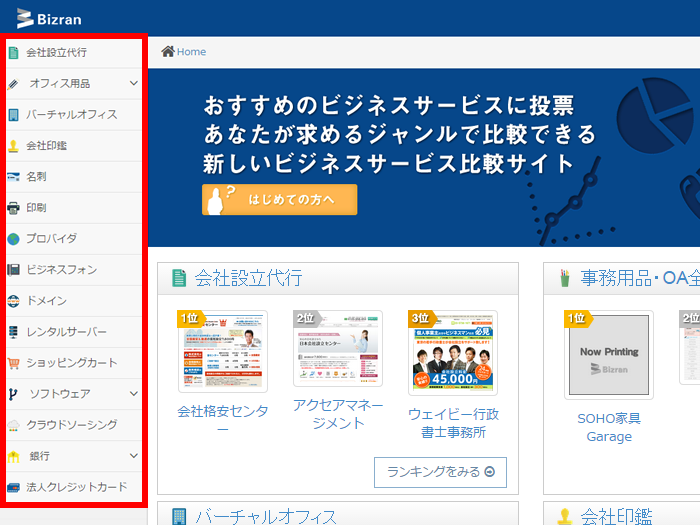 Bizran
会社設立代行
オフィス用品
バーチャルオフィス
会社印鑑
名刺
印刷
プロバイダ
ビジネスフォン
ドメイン
レンタルサーバー
ショッピングカート
ソフトウェア
クラウドソーシング
銀行
法人クレジットカード
Home
おすすめのビジネスサービスに投票
あなたが求めるジャンルで比較できる
新しいビジネスサービス比較サイト
はじめての方へ
会社設立代行
1位
会社格安センタ
ー
2位
アクセアマネー
ジメント
3位
必見
45,000
ウェイビー行政
書士事務所
ランキングをみる
事務用品・OA全
1位
Now Printing
Bizran
SOHO家具
Garage
2位
バーチャルオフィス
会社印鑑